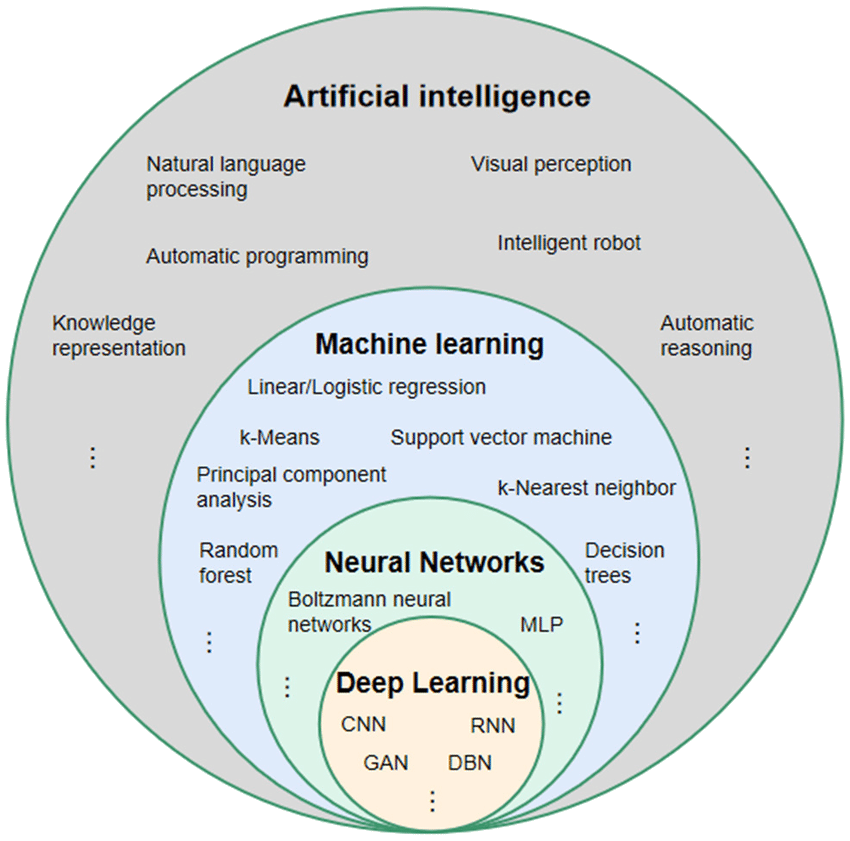 Artificial intelligence
Natural language
processing
Visual perception
Automatic programming
Intelligent robot
Knowledge
representation
Automatic
reasoning
⋮
⋮
Machine learning
Linear/Logistic regression
k-Means
Support vector machine
Principal component
analysis
k-Nearest neighbor
Random
forest
Decision
trees
⋮
⋮
Neural Networks
Boltzmann neural
networks
MLP
⋮
⋮
Deep Learning
CNN
RNN
GAN
DBN
⋮